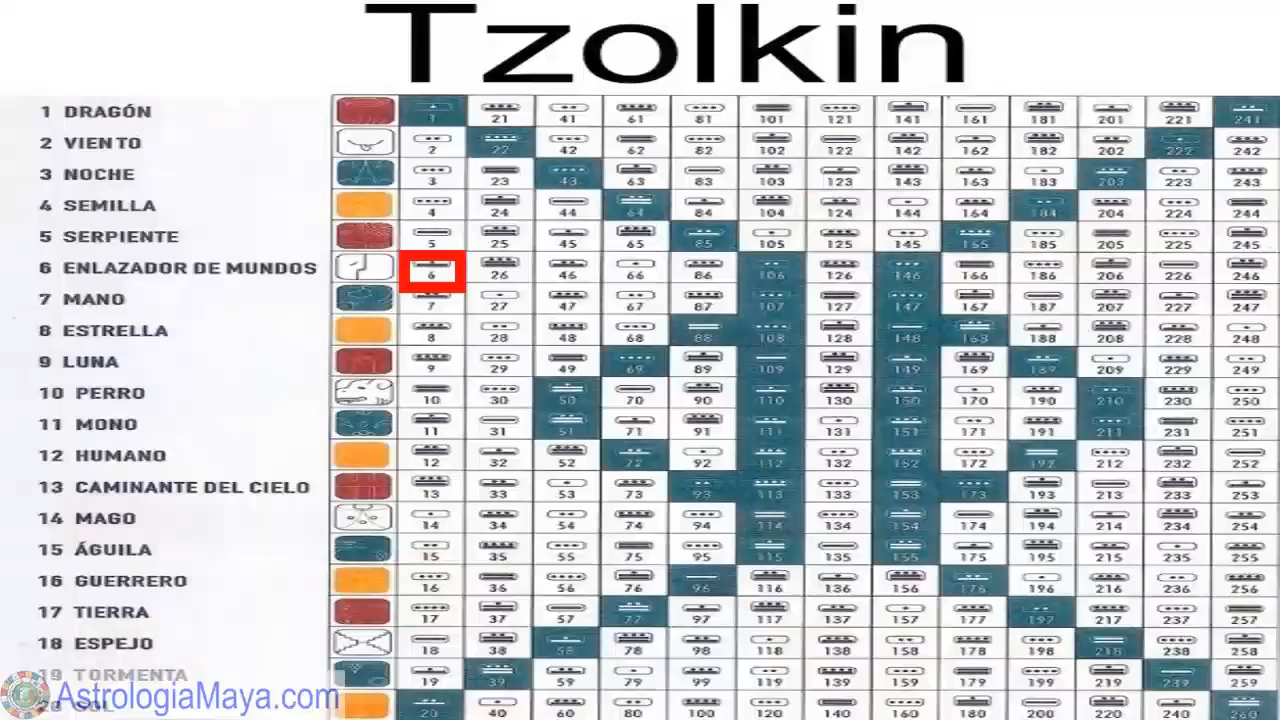 Tzolkin
1 DRAGÓN 1 21 41 61 81 101 121 141 161 181 201 221 241
2 VIENTO 2 22 42 62 82 102 122 142 162 182 202 222 242
3 NOCHE 3 23 43 63 83 103 123 143 163 183 203 223 243
4 SEMILLA 4 24 44 64 84 104 124 144 164 184 204 224 244
5 SERPIENTE 5 25 45 65 85 105 125 145 165 185 205 225 245
6 ENLAZADOR DE MUNDOS 6 26 46 66 86 106 126 146 166 186 206 226 246
7 MANO 7 27 47 67 87 107 127 147 167 187 207 227 247
8 ESTRELLA 8 28 48 68 88 108 128 148 168 188 208 228 248
9 LUNA 9 29 49 69 89 109 129 149 169 189 209 229 249
10 PERRO 10 30 50 70 90 110 130 150 170 190 210 230 250
11 MONO 11 31 51 71 91 111 131 151 171 191 211 231 251
12 HUMANO 12 32 52 72 92 112 132 152 172 192 212 232 252
13 CAMINANTE DEL CIELO 13 33 53 73 93 113 133 153 173 193 213 233 253
14 MAGO 14 34 54 74 94 114 134 154 174 194 214 234 254
15 ÁGUILA 15 35 55 75 95 115 135 155 175 195 215 235 255
16 GUERRERO 16 36 56 76 96 116 136 156 176 196 216 236 256
17 TIERRA 17 37 57 77 97 117 137 157 177 197 217 237 257
18 ESPEJO 18 38 58 78 98 118 138 158 178 198 218 238 258
19 TORMENTA 19 39 59 79 99 119 139 159 179 199 219 239 259
AstrologiaMaya.com
20 40 60 80 100 120 140 160 180 200 220 240 260